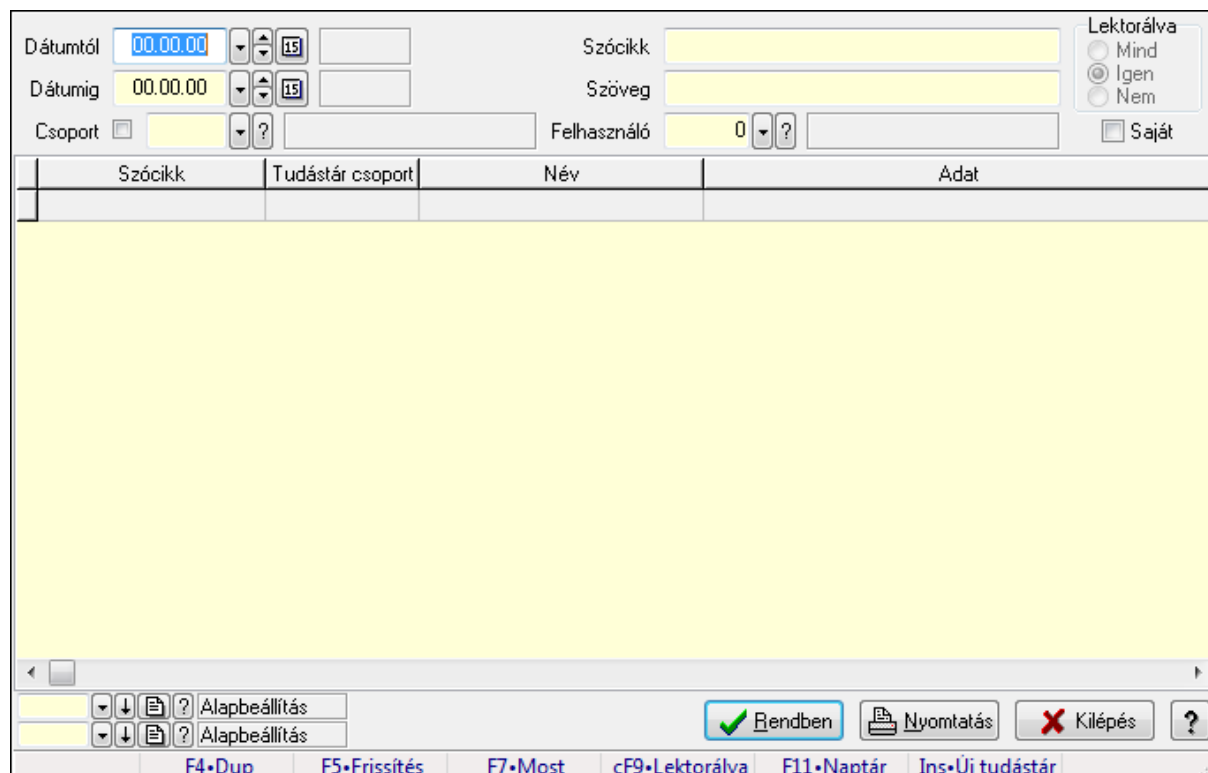 Dátumtól 00.00.00 15 Szócikk Lektorálva
Mind
Dátumig 00.00.00 15 Szöveg Igen
Nem
Csoport ? Felhasználó 0 ? Saját
Szócikk Tudástár csoport Név Adat
? Alapbeállítás
? Alapbeállítás
Rendben Nyomtatás Kilépés ?
F4•Dup F5•Frissítés F7•Most cF9•Lektorálva F11•Naptár Ins•Új tudástár